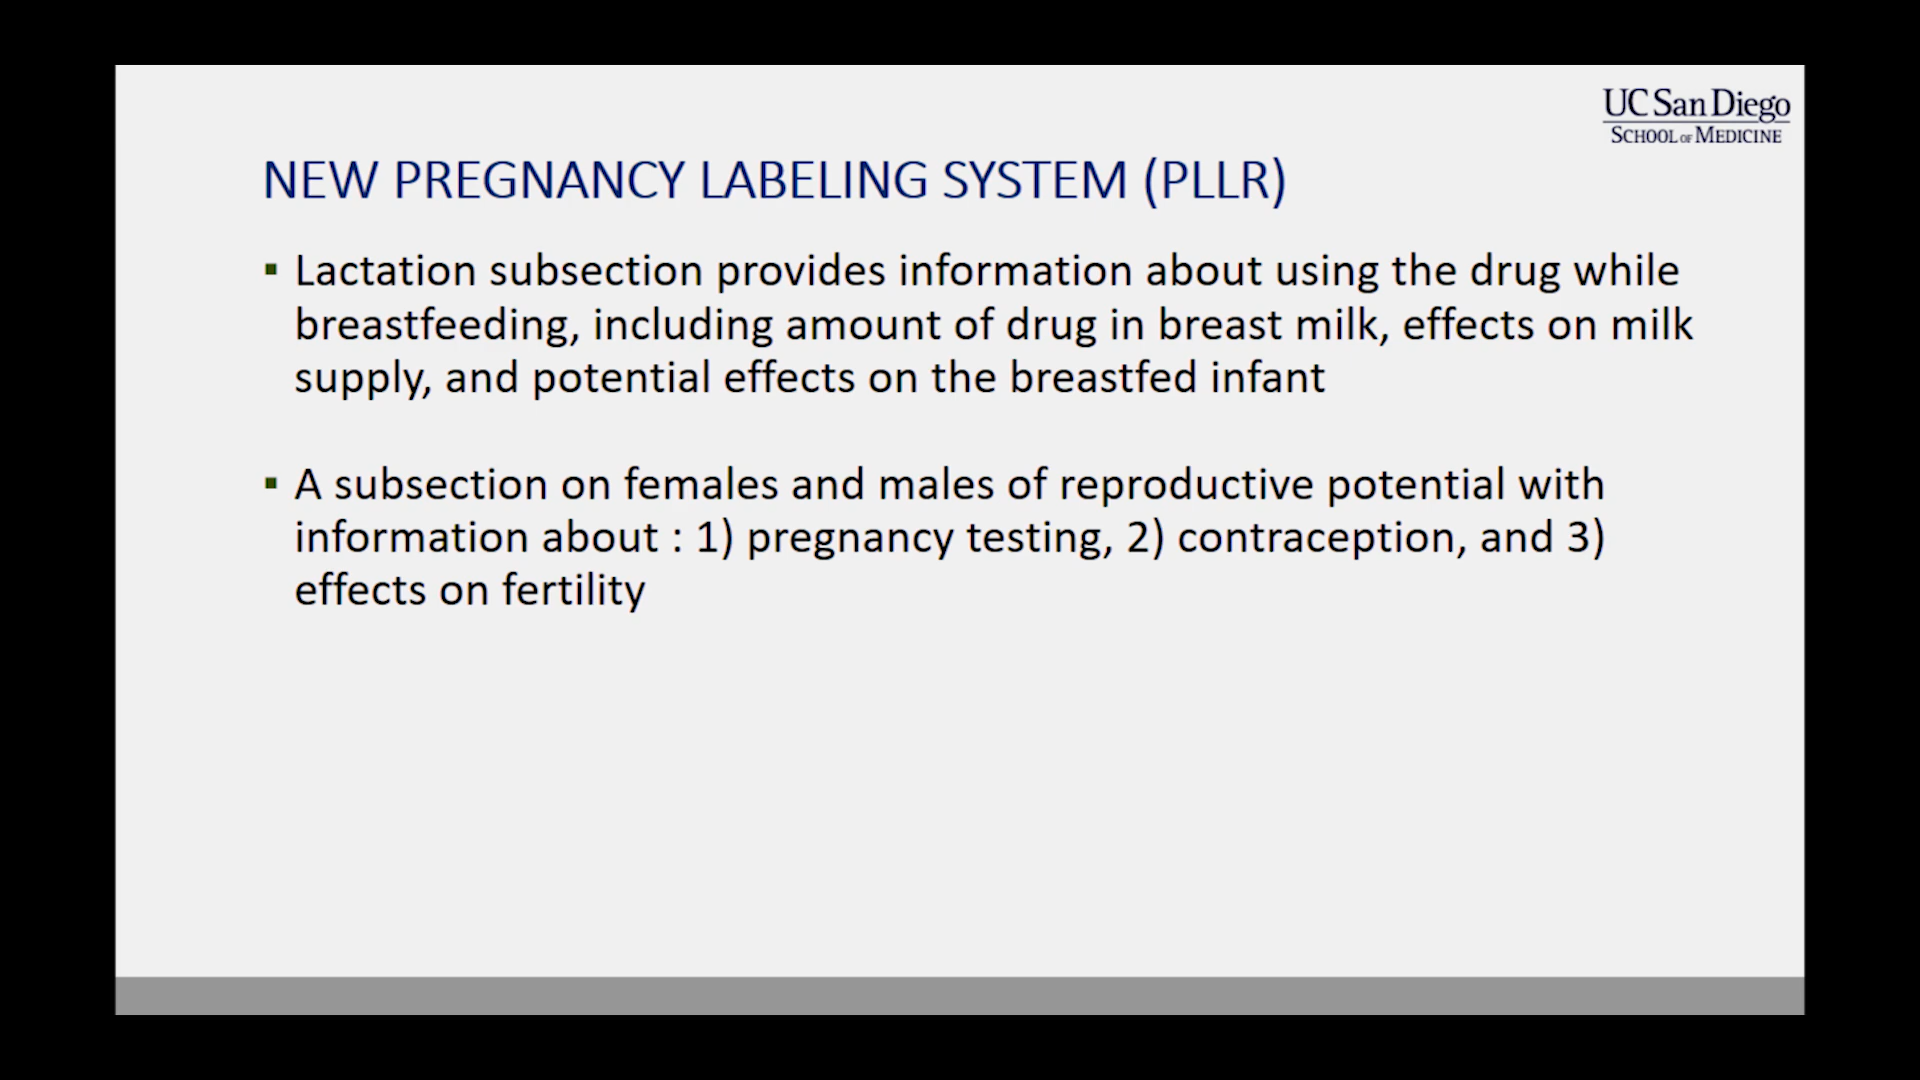 UC San Diego
SCHOOL OF MEDICINE
NEW PREGNANCY LABELING SYSTEM (PLLR)
▪ Lactation subsection provides information about using the drug while
breastfeeding, including amount of drug in breast milk, effects on milk
supply, and potential effects on the breastfed infant
▪ A subsection on females and males of reproductive potential with
information about : 1) pregnancy testing, 2) contraception, and 3)
effects on fertility